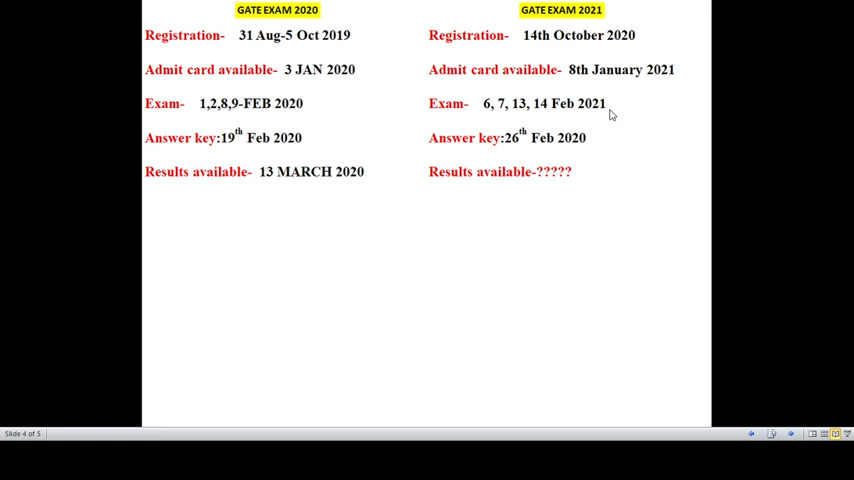 GATE EXAM 2020
Registration- 31 Aug-5 Oct 2019
Admit card available- 3 JAN 2020
Exam- 1,2,8,9-FEB 2020
Answer key:19th Feb 2020
Results available- 13 MARCH 2020
GATE EXAM 2021
Registration- 14th October 2020
Admit card available- 8th January 2021
Exam- 6, 7, 13, 14 Feb 2021
Answer key:26th Feb 2020
Results available-?????
Slide 4 of 5